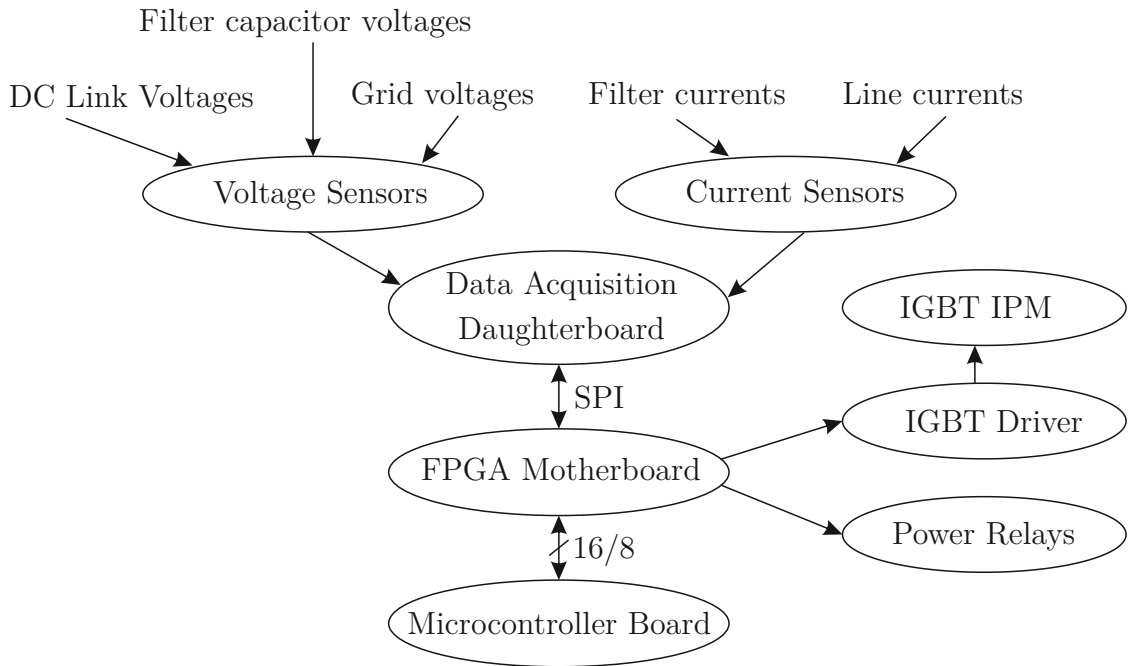 Filter capacitor voltages
DC Link Voltages
Grid voltages
Filter currents
Line currents
Voltage Sensors
Current Sensors
Data Acquisition
Daughterboard
IGBT IPM
SPI
IGBT Driver
FPGA Motherboard
Power Relays
16/8
Microcontroller Board